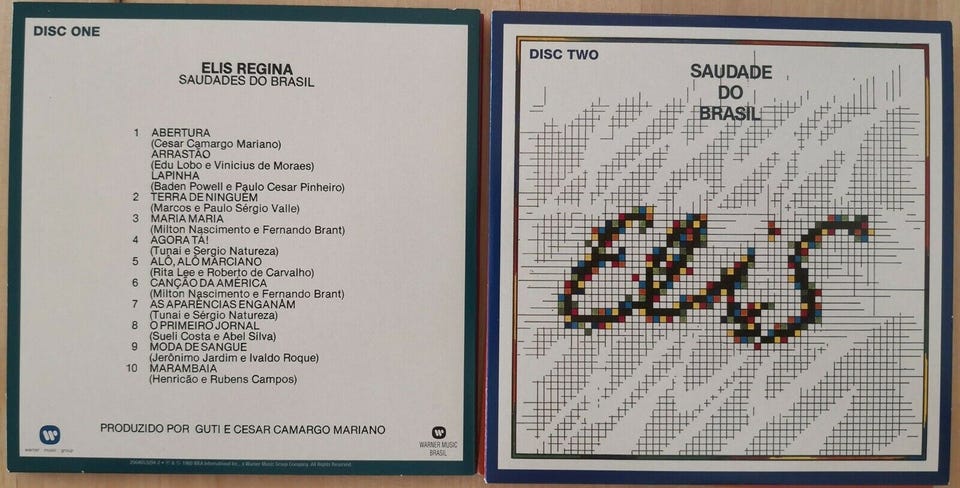 DISC ONE
ELIS REGINA
SAUDADES DO BRASIL
1 ABERTURA
(Cesar Camargo Mariano)
ARRASTÃO
(Edu Lobo e Vinicius de Moraes)
LAPINHA
(Baden Powell e Paulo Cesar Pinheiro)
2 TERRA DE NINGUÉM
(Marcos e Paulo Sérgio Valle)
3 MARIA MARIA
(Milton Nascimento e Fernando Brant)
4 AGORA TA!
(Tunai e Sergio Natureza)
5 ALÔ, ALÔ MARCIANO
(Rita Lee e Roberto de Carvalho)
6 CANÇÃO DA AMÉRICA
(Milton Nascimento e Fernando Brant)
7 AS APARÊNCIAS ENGANAM
(Tunai e Sérgio Natureza)
8 O PRIMEIRO JORNAL
(Sueli Costa e Abel Silva)
9 MODA DE SANGUE
(Jerônimo Jardim e Ivaldo Roque)
10 MARAMBAIA
(Henricão e Rubens Campos)
PRODUZIDO POR GUTI E CESAR CAMARGO MARIANO
warner music group
WARNER MUSIC
BRASIL
DISC TWO
SAUDADE
DO
BRASIL
Elis